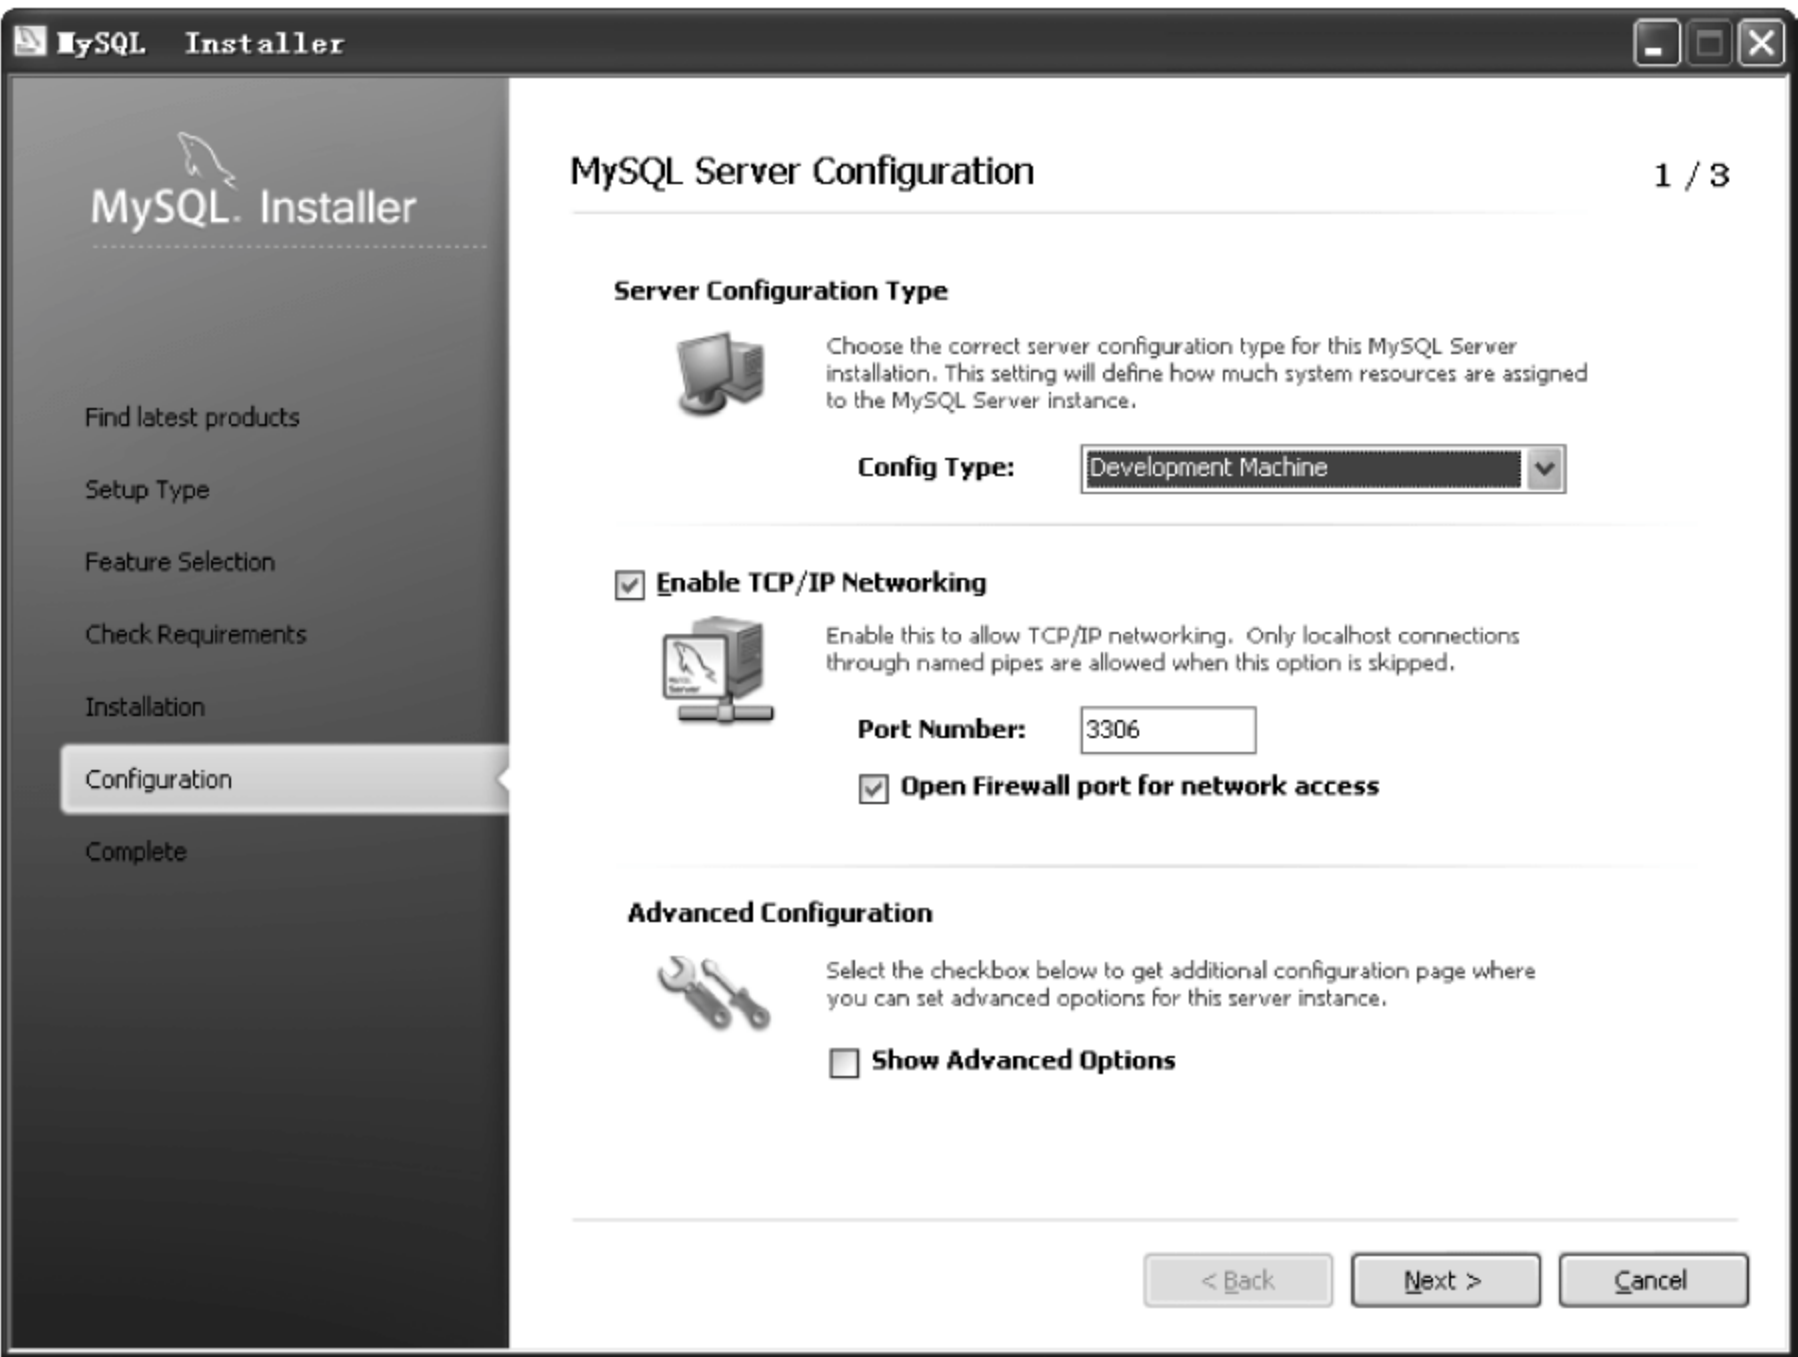 MySQL Installer
MySQL. Installer
Find latest products
Setup Type
Feature Selection
Check Requirements
Installation
Configuration
Complete
MySQL Server Configuration
1 / 3
Server Configuration Type
Choose the correct server configuration type for this MySQL Server
installation. This setting will define how much system resources are assigned
to the MySQL Server instance.
Config Type:
Development Machine
Enable TCP/IP Networking
Enable this to allow TCP/IP networking. Only localhost connections
through named pipes are allowed when this option is skipped.
MySQL
Server
Port Number:
3306
Open Firewall port for network access
Advanced Configuration
Select the checkbox below to get additional configuration page where
you can set advanced opotions for this server instance.
Show Advanced Options
< Back
Next >
Cancel